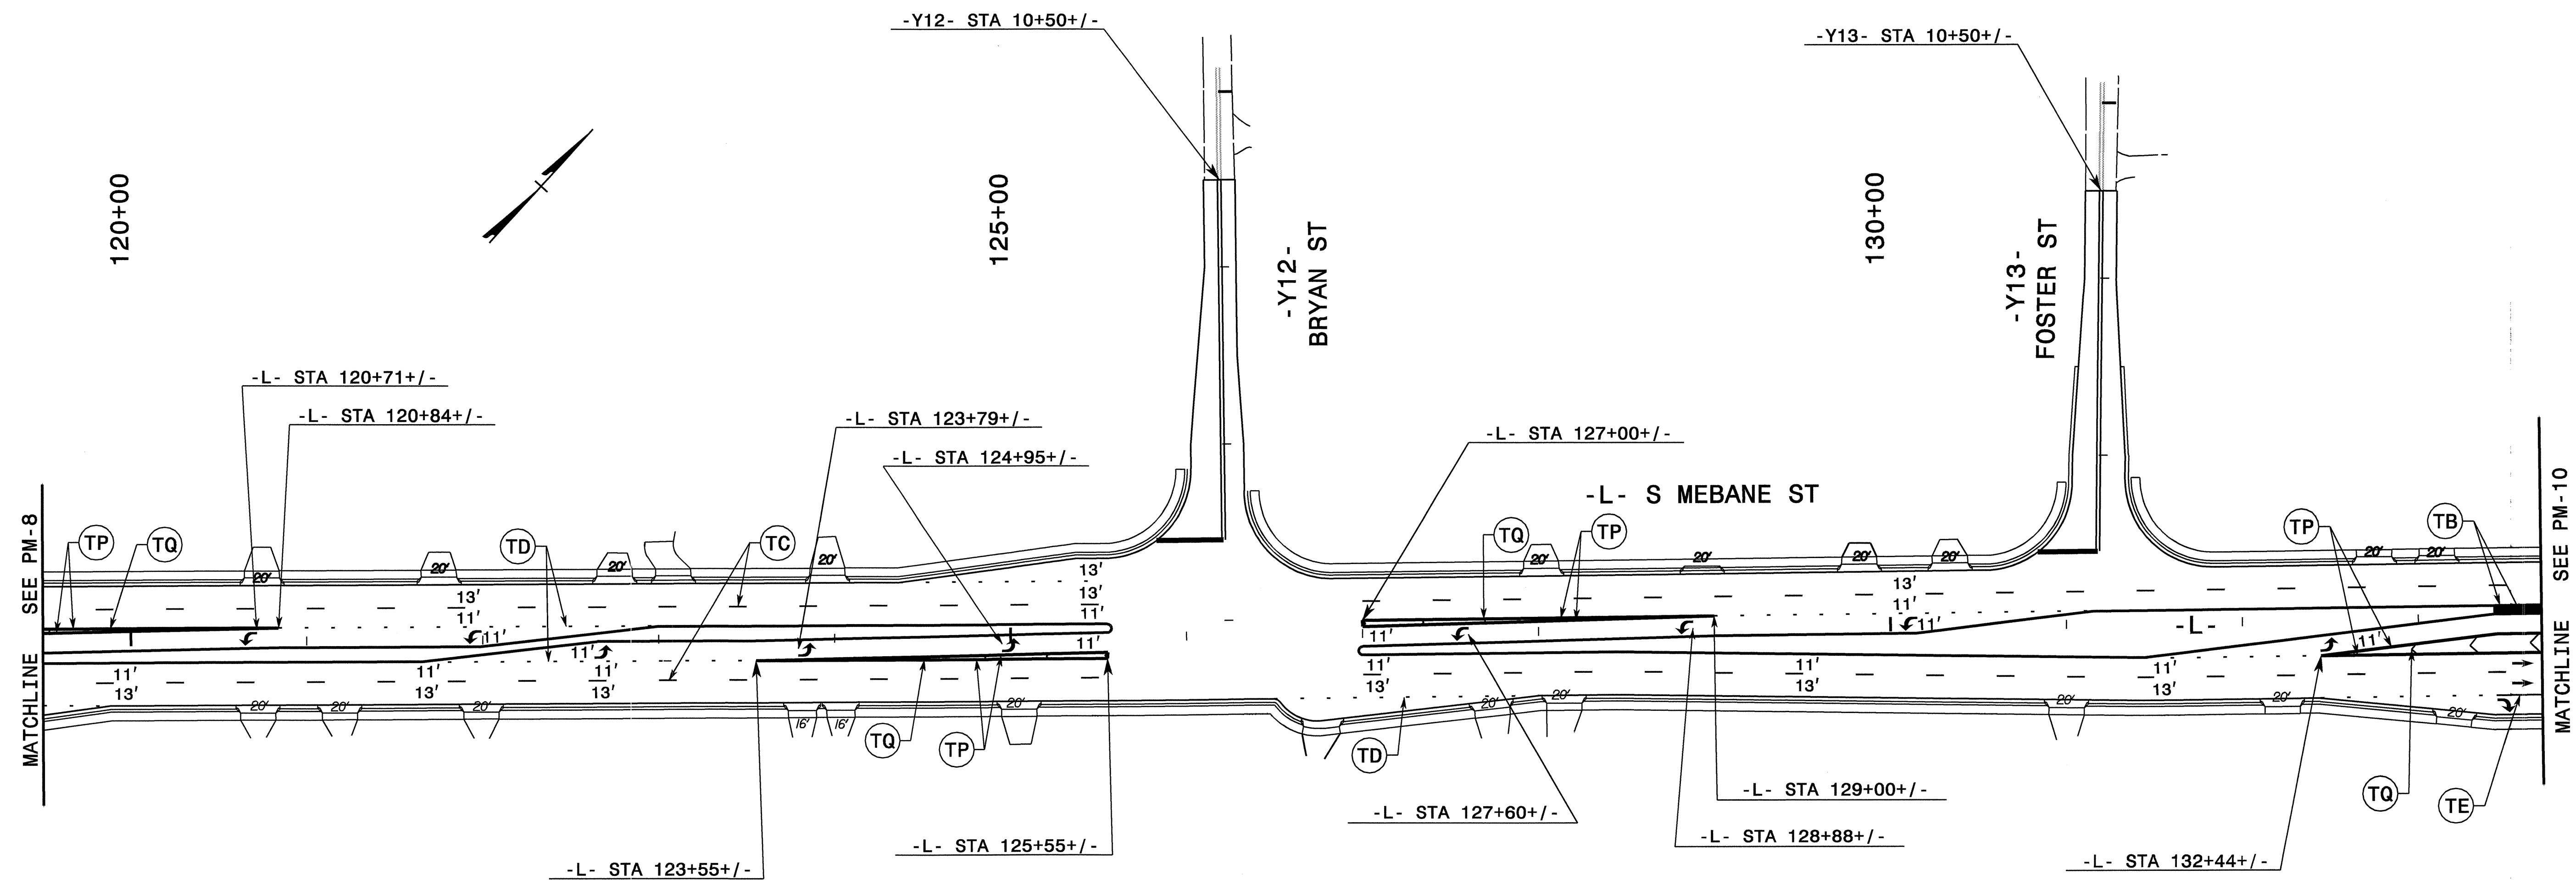 -Y12- STA 10+50+/-
-Y13- STA 10+50+/-
120+00
125+00
130+00
-Y12-
BRYAN ST
-Y13-
FOSTER ST
-L- STA 120+71+/-
-L- STA 120+84+/-
-L- STA 123+79+/-
-L- STA 124+95+/-
-L- STA 127+00+/-
-L- S MEBANE ST
MATCHLINE SEE PM-8
TP
TQ
TD
TC
TQ
TP
TP
TB
MATCHLINE SEE PM-10
20'
20'
20'
20'
20'
20'
20'
20'
20'
20'
13'
11'
11'
13'
13'
11'
11'
11'
13'
11'
11'
11'
13'
11'
13'
11'
11'
13'
11'
13'
13'
11'
11'
11'
13'
11'
13'
-L-
11'
20'
20'
20'
16'
16'
20'
20'
20'
20'
20'
20'
TQ
TP
TD
TQ
TE
-L- STA 129+00+/-
-L- STA 127+60+/-
-L- STA 128+88+/-
-L- STA 125+55+/-
-L- STA 123+55+/-
-L- STA 132+44+/-